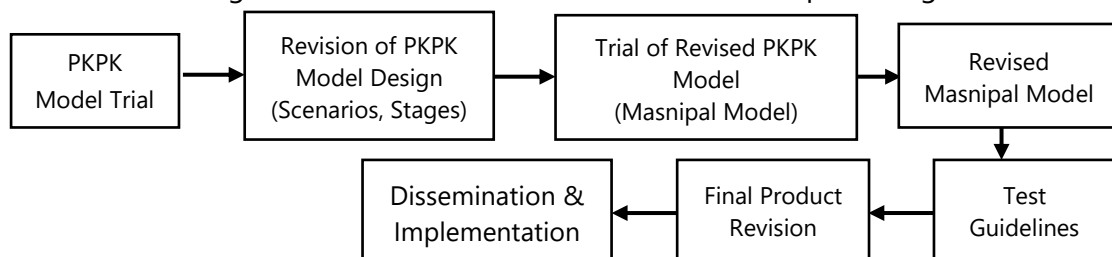 PKPK
Model Trial
Revision of PKPK
Model Design
(Scenarios, Stages)
Trial of Revised PKPK
Model
(Masnipal Model)
Revised
Masnipal Model
Test
Guidelines
Final Product
Revision
Dissemination &
Implementation